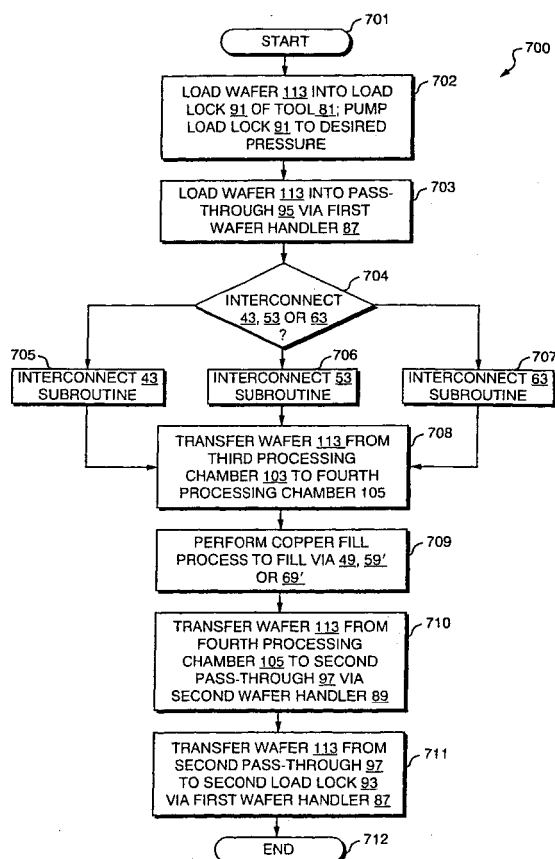 701
START
700
702
LOAD WAFER 113 INTO LOAD
LOCK 91 OF TOOL 81; PUMP
LOAD LOCK 91 TO DESIRED
PRESSURE
703
LOAD WAFER 113 INTO PASS-
THROUGH 95 VIA FIRST
WAFER HANDLER 87
704
INTERCONNECT
43, 53 OR 63
?
705
INTERCONNECT 43
SUBROUTINE
706
INTERCONNECT 53
SUBROUTINE
707
INTERCONNECT 63
SUBROUTINE
708
TRANSFER WAFER 113 FROM
THIRD PROCESSING
CHAMBER 103 TO FOURTH
PROCESSING CHAMBER 105
709
PERFORM COPPER FILL
PROCESS TO FILL VIA 49, 59'
OR 69'
710
TRANSFER WAFER 113 FROM
FOURTH PROCESSING
CHAMBER 105 TO SECOND
PASS-THROUGH 97 VIA
SECOND WAFER HANDLER 89
711
TRANSFER WAFER 113 FROM
SECOND PASS-THROUGH 97
TO SECOND LOAD LOCK 93
VIA FIRST WAFER HANDLER 87
END
712